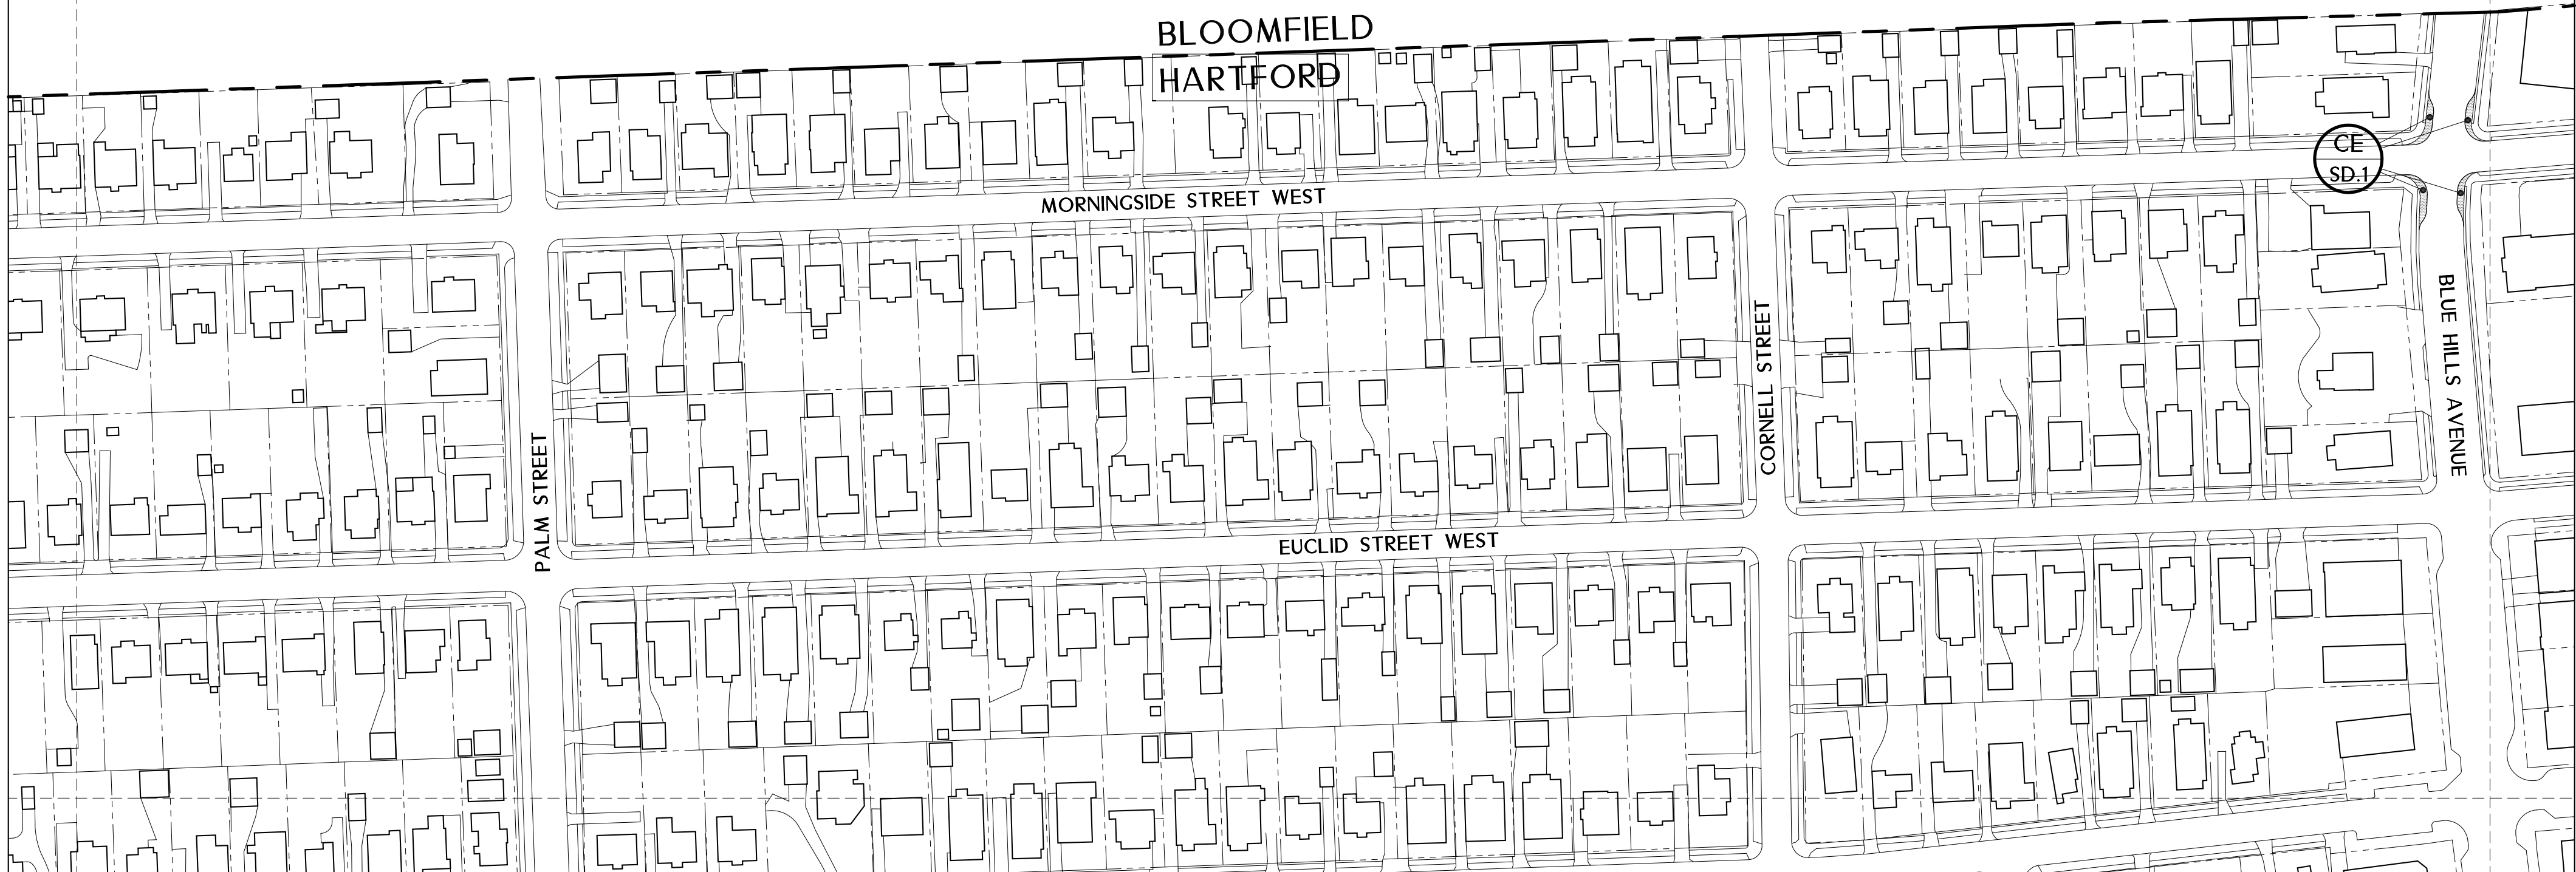 BLOOMFIELD
HARTFORD
CE
SD.1
MORNINGSIDE STREET WEST
BLUE HILLS AVENUE
CORNELL STREET
PALM STREET
EUCLID STREET WEST